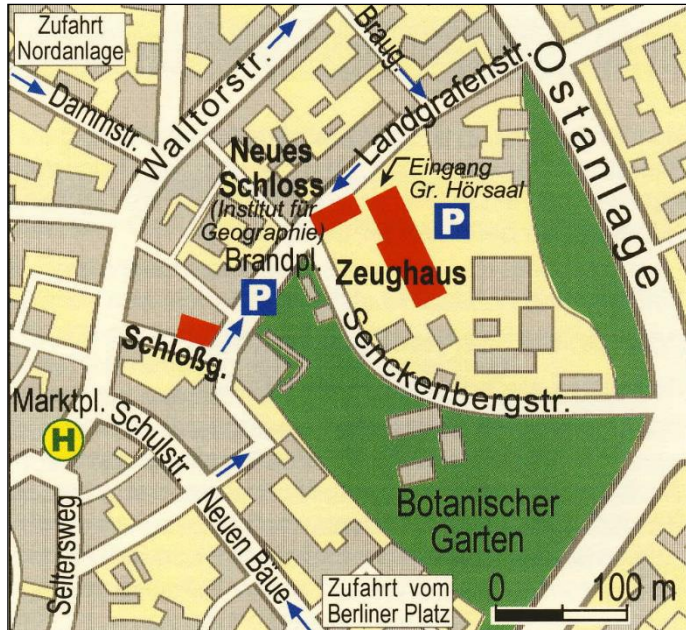 Zufahrt
Nordanlage
Dammstr.
Walltorstr.
Braug.
Landgrafenstr.
Ostanlage
Neues
Schloss
(Institut für
Geographie)
Eingang
Gr. Hörsaal
P
Zeughaus
Brandpl.
P
Schloßg.
Senckenbergstr.
Marktpl.
H
Schulstr.
Seltersweg
Neuen Bäue
Botanischer
Garten
Zufahrt vom
Berliner Platz
0 100 m